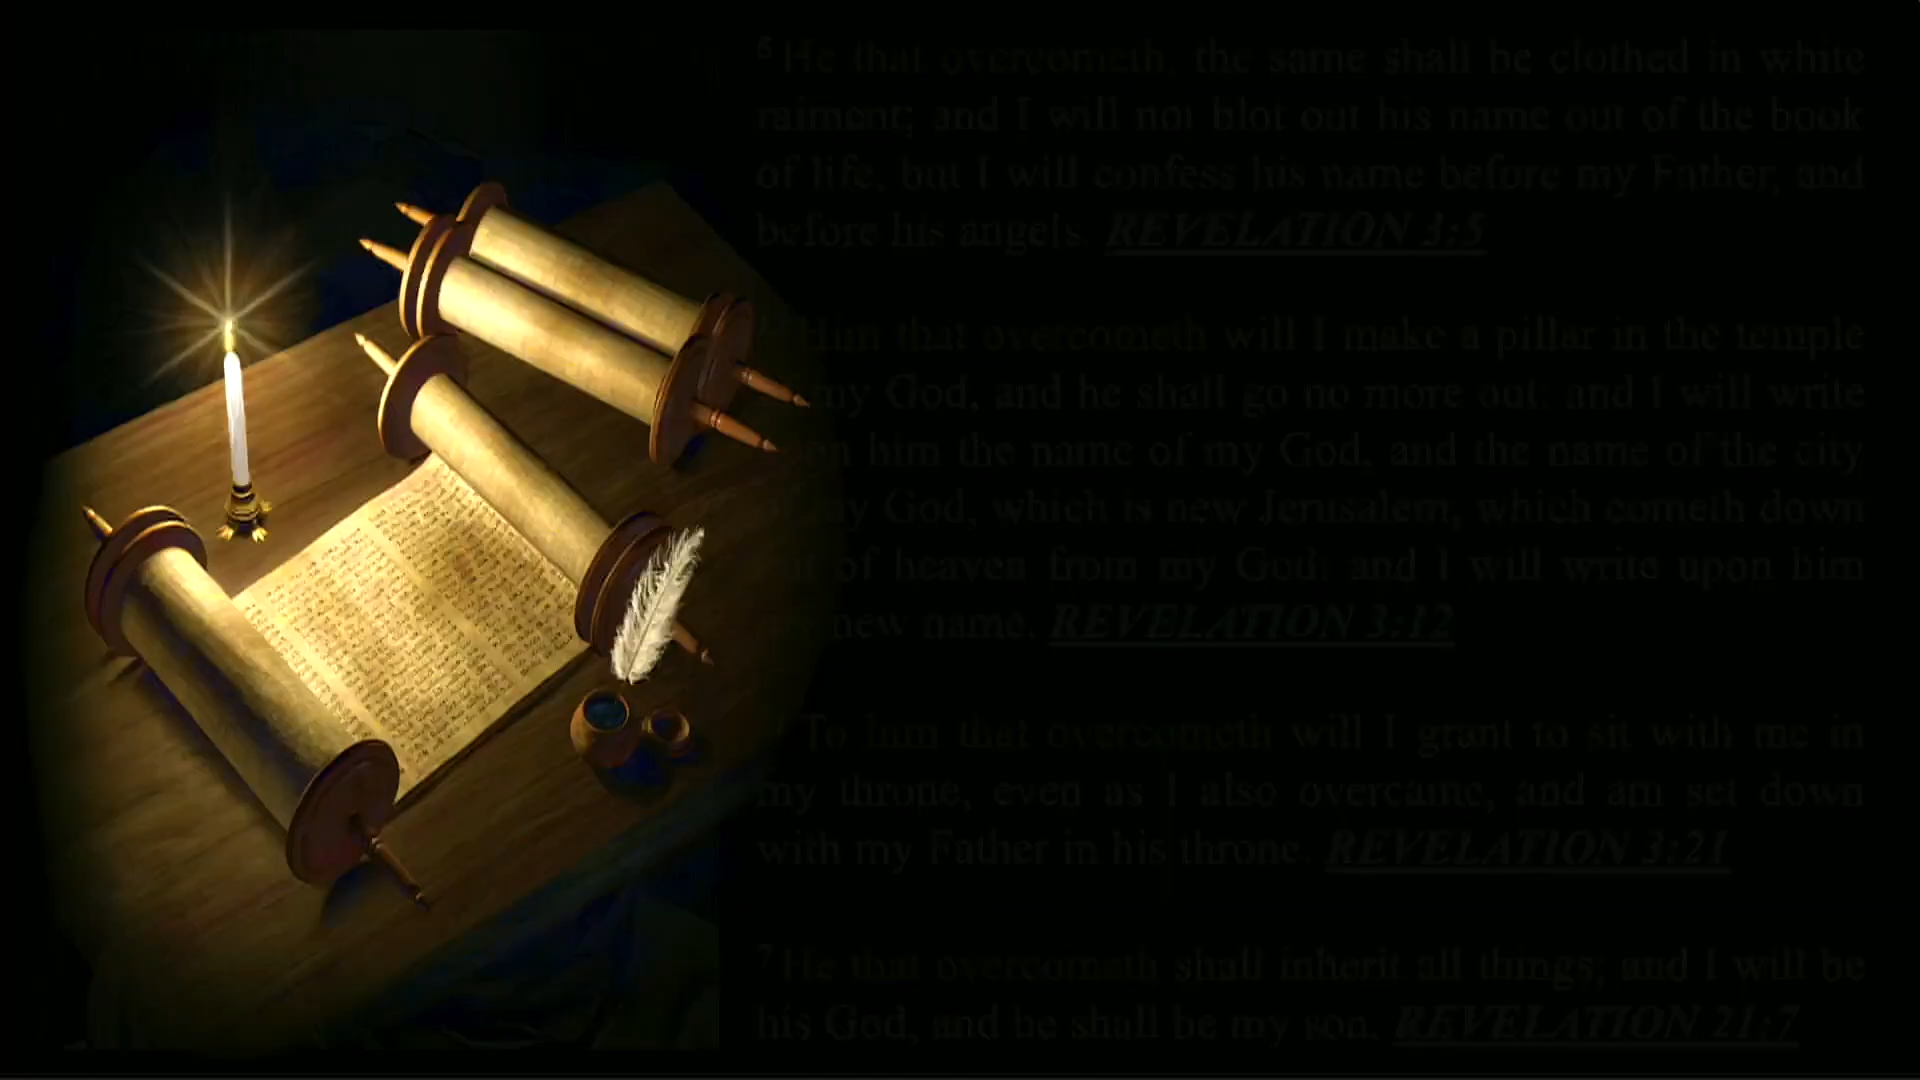 5 He that overcometh, the same shall be clothed in white
raiment; and I will not blot out his name out of the book
of life, but I will confess his name before my Father, and
before his angels. REVELATION 3:5
Him that overcometh will I make a pillar in the temple
my God, and he shall go no more out: and I will write
him the name of my God, and the name of the city
my God, which is new Jerusalem, which cometh down
of heaven from my God: and I will write upon him
new name. REVELATION 3:12
To him that overcometh will I grant to sit with me in
my throne, even as I also overcame, and am set down
with my Father in his throne. REVELATION 3:21
7 He that overcometh shall inherit all things; and I will be
his God, and he shall be my son. REVELATION 21:7